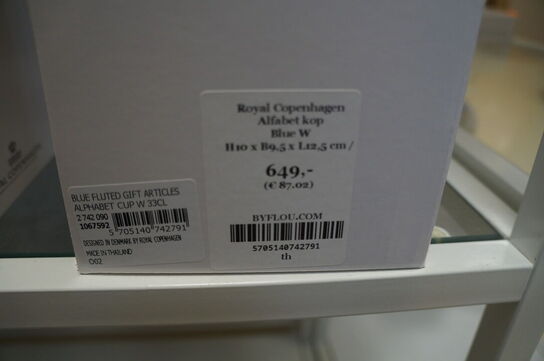 Royal Copenhagen
Alfabet kop
Blue W
H10 x B9,5 x L12,5 cm /
649,-
(€ 87.02)
BYFLOU.COM
5705140742791
th
BLUE FLUTED GIFT ARTICLES
ALPHABET CUP W 33CL
2 742 090
1067592
5 705140 742791
DESIGNED IN DENMARK BY ROYAL COPENHAGEN
MADE IN THAILAND
002